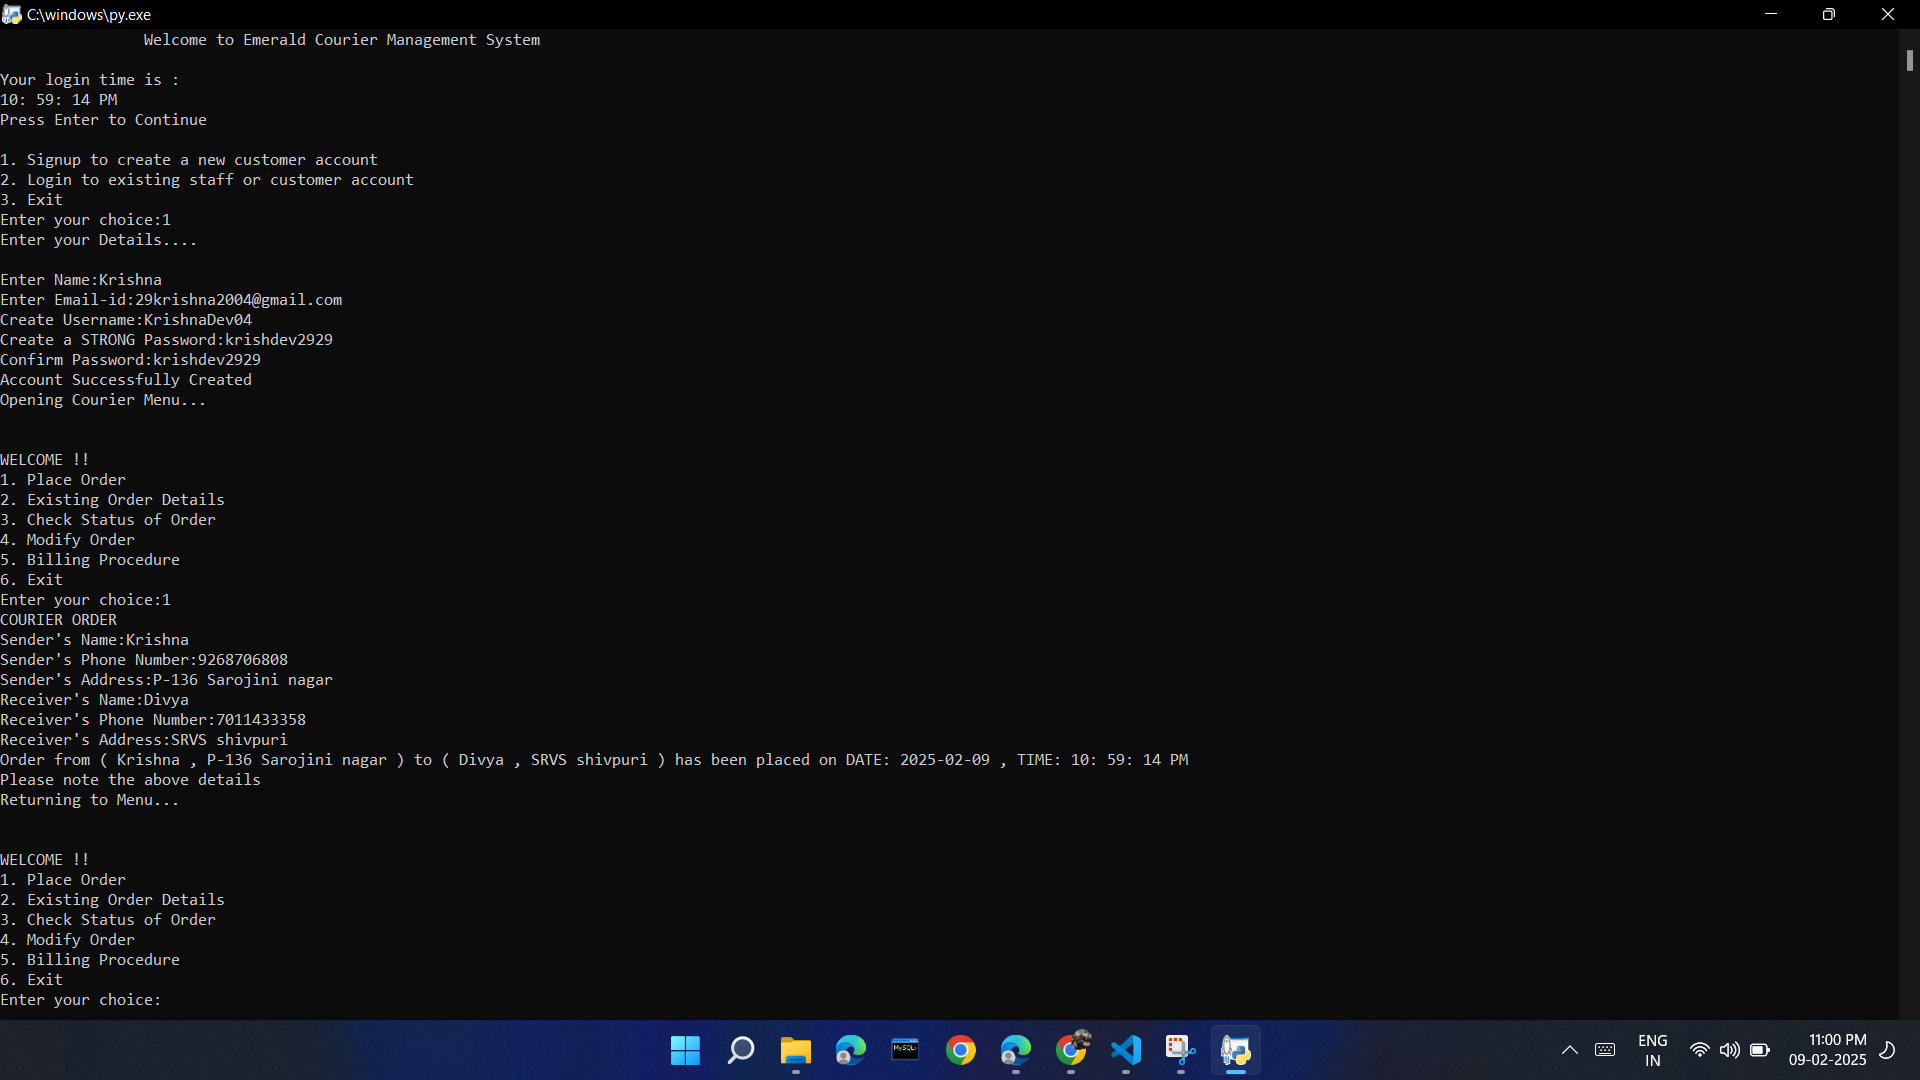 C:\windows\py.exe
Welcome to Emerald Courier Management System
Your login time is :
10: 59: 14 PM
Press Enter to Continue
1. Signup to create a new customer account
2. Login to existing staff or customer account
3. Exit
Enter your choice:1
Enter your Details....
Enter Name:Krishna
Enter Email-id:29krishna2004@gmail.com
Create Username:KrishnaDev04
Create a STRONG Password:krishdev2929
Confirm Password:krishdev2929
Account Successfully Created
Opening Courier Menu...
WELCOME !!
1. Place Order
2. Existing Order Details
3. Check Status of Order
4. Modify Order
5. Billing Procedure
6. Exit
Enter your choice:1
COURIER ORDER
Sender's Name:Krishna
Sender's Phone Number:9268706808
Sender's Address:P-136 Sarojini nagar
Receiver's Name:Divya
Receiver's Phone Number:7011433358
Receiver's Address:SRVS shivpuri
Order from ( Krishna , P-136 Sarojini nagar ) to ( Divya , SRVS shivpuri ) has been placed on DATE: 2025-02-09 , TIME: 10: 59: 14 PM
Please note the above details
Returning to Menu...
WELCOME !!
1. Place Order
2. Existing Order Details
3. Check Status of Order
4. Modify Order
5. Billing Procedure
6. Exit
Enter your choice:
MySQL>
ENG
IN
11:00 PM
09-02-2025